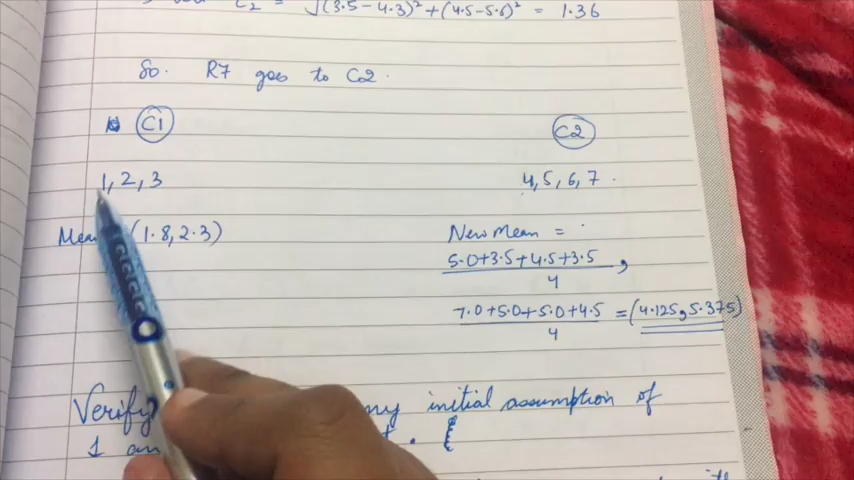 C2 = √(3.5-4.3)² + (4.5-5.6)² = 1.36
So. R7 goes to C2.
C1
C2
1, 2, 3
4, 5, 6, 7.
(1.8, 2.3)
New Mean =
5.0+3.5+4.5+3.5
4
,
7.0+5.0+5.0+4.5
4
= (4.125, 5.375)
Verify my initial assumption of
1